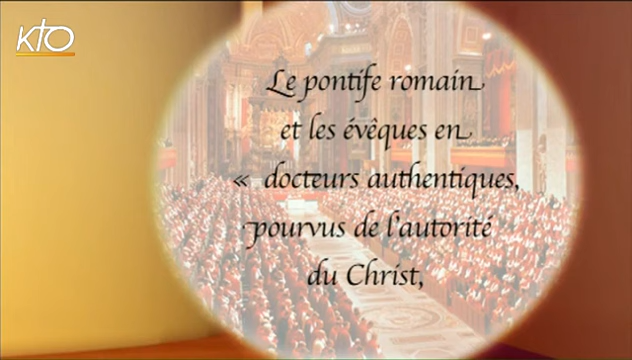 kto
Le pontife romain
et les évêques en
« docteurs authentiques,
pourvus de l'autorité
du Christ,